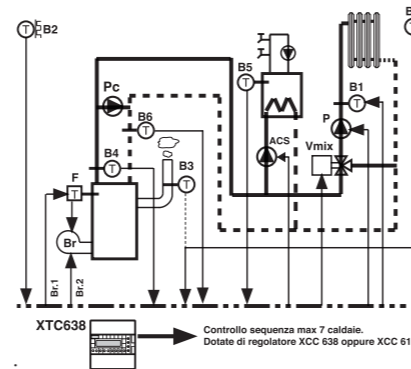 T
B2
B5
T
Pc
B6
T
B1
T
P
ACS
Vmix
B4
T
B3
T
F
T
Br
Br.1
Br.2
XTC638
Controllo sequenza max 7 caldaie.
Dotate di regolatore XCC 638 oppure XCC 61